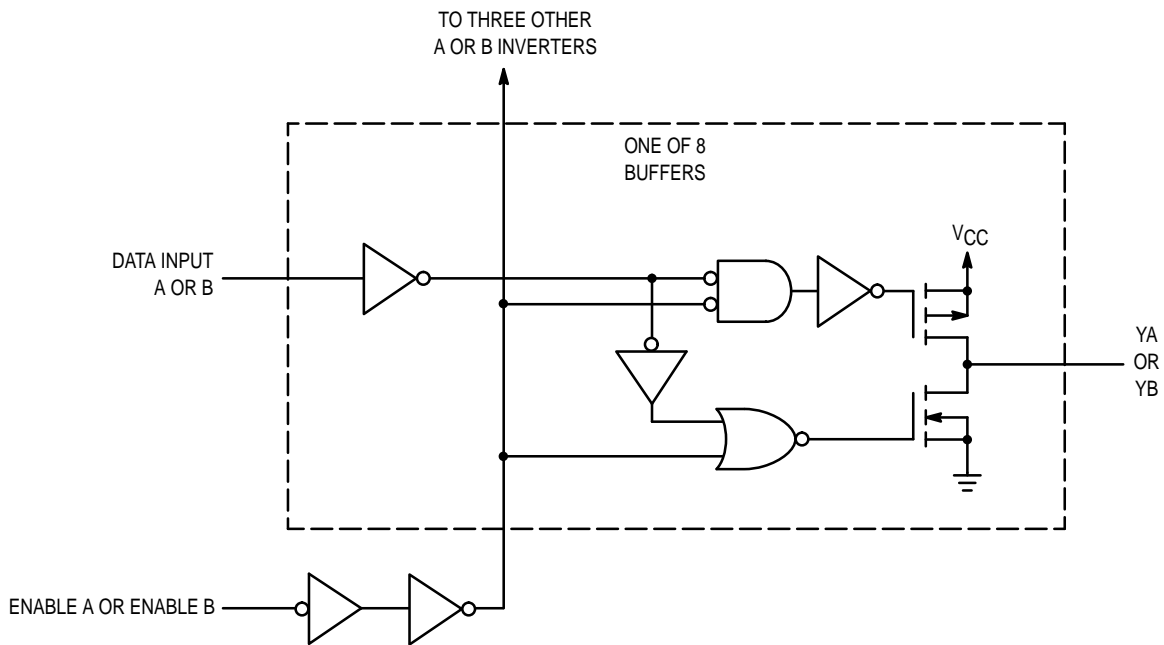 TO THREE OTHER
A OR B INVERTERS
ONE OF 8
BUFFERS
VCC
DATA INPUT
A OR B
YA
OR
YB
ENABLE A OR ENABLE B